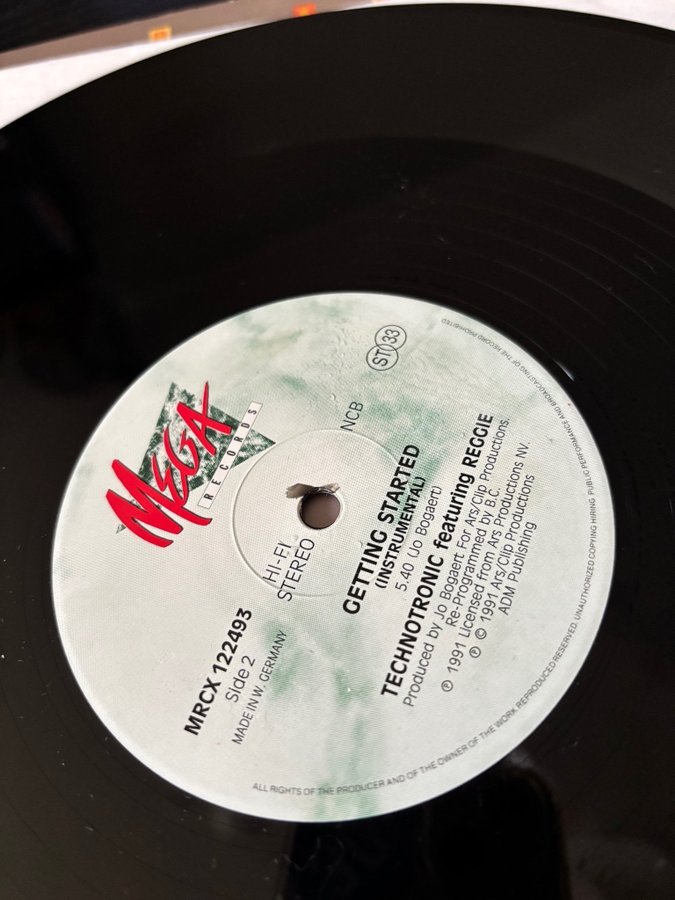 MEGA
RECORDS
ST 33
NCB
HI-FI
STEREO
MRCX 122493
Side 2
MADE IN W. GERMANY
GETTING STARTED
(INSTRUMENTAL)
5.40 (Jo Bogaert)
TECHNOTRONIC featuring REGGIE
Produced by Jo Bogaert For Ars/Clip Productions.
Re-Programmed by B.C.
℗ 1991 Licensed from Ars Productions NV.
℗ © 1991 Ars/Clip Productions
ADM Publishing
ALL RIGHTS OF THE PRODUCER AND OF THE OWNER OF THE WORK REPRODUCED RESERVED. UNAUTHORIZED COPYING HIRING PUBLIC PERFORMANCE AND BROADCASTING OF THE RECORD PROHIBITED